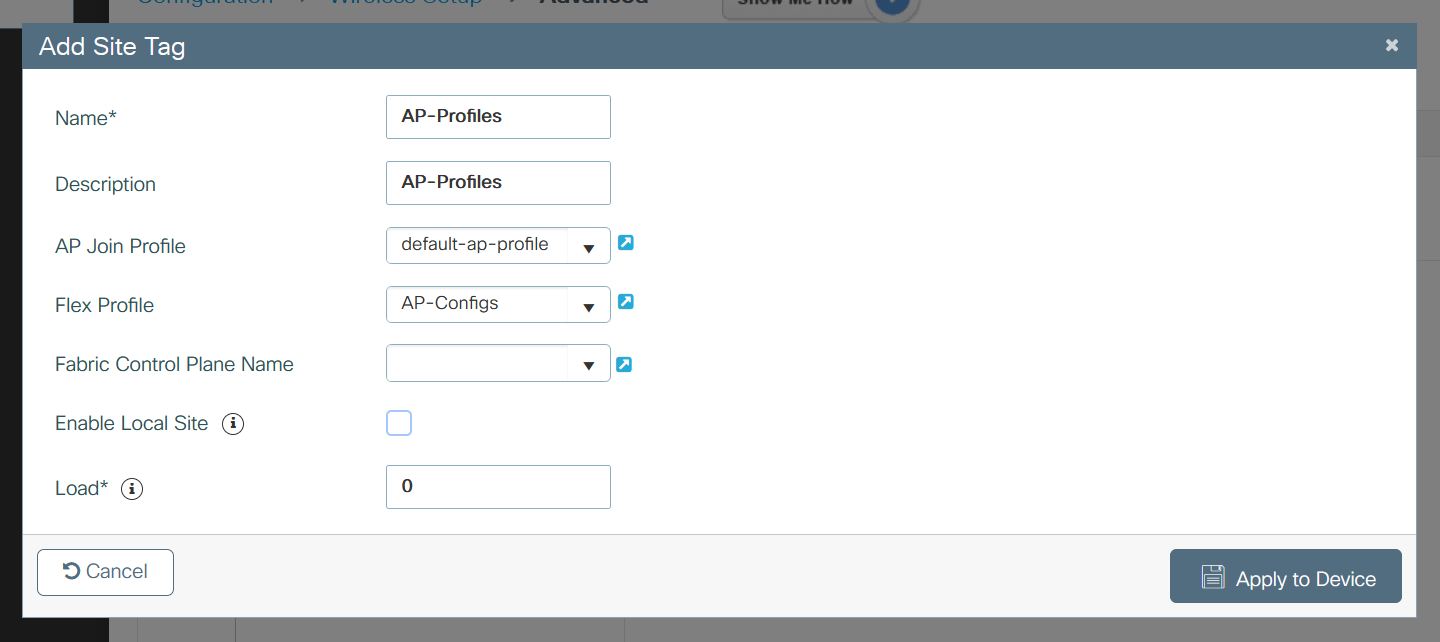 Configuration > Wireless Setup > Advanced
Show Me How
Add Site Tag
Name* AP-Profiles
Description AP-Profiles
AP Join Profile default-ap-profile
Flex Profile AP-Configs
Fabric Control Plane Name
Enable Local Site
Load* 0
Cancel
Apply to Device